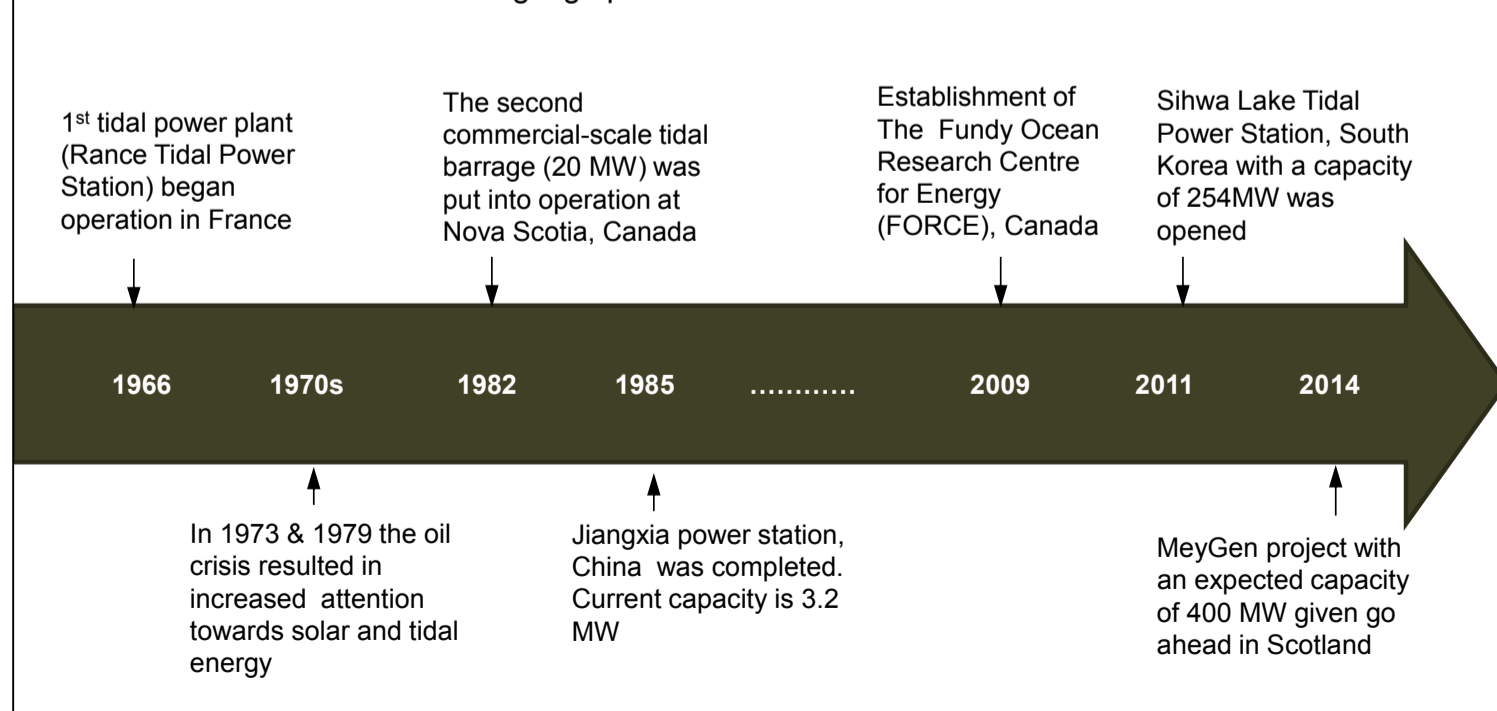 1st tidal power plant
(Rance Tidal Power
Station) began
operation in France
The second
commercial-scale tidal
barrage (20 MW) was
put into operation at
Nova Scotia, Canada
Establishment of
The Fundy Ocean
Research Centre
for Energy
(FORCE), Canada
Sihwa Lake Tidal
Power Station, South
Korea with a capacity
of 254MW was
opened
1966 1970s 1982 1985 ............ 2009 2011 2014
In 1973 & 1979 the oil
crisis resulted in
increased attention
towards solar and tidal
energy
Jiangxia power station,
China was completed.
Current capacity is 3.2
MW
MeyGen project with
an expected capacity
of 400 MW given go
ahead in Scotland